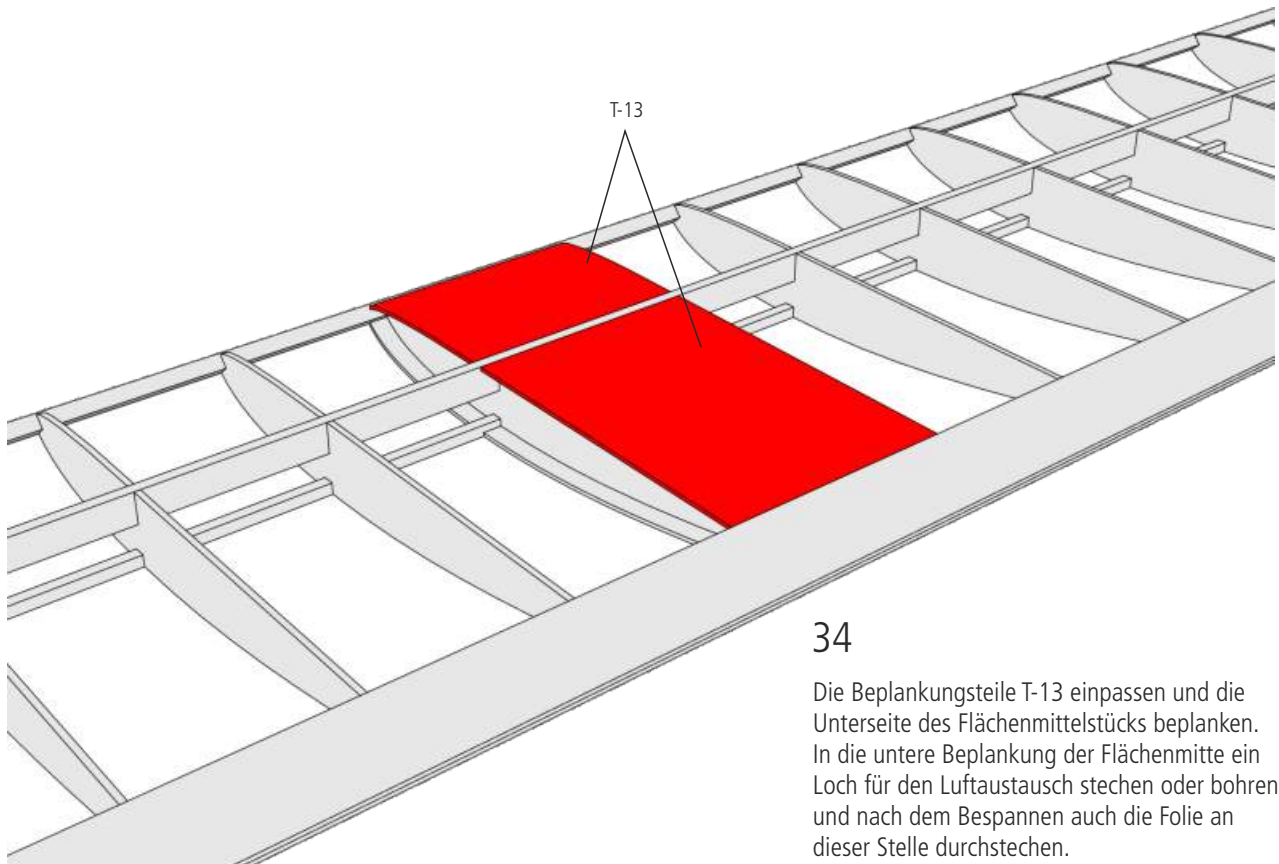 T-13
34
Die Beplankungsteile T-13 einpassen und die
Unterseite des Flächenmittelstücks beplanken.
In die untere Beplankung der Flächenmitte ein
Loch für den Luftaustausch stechen oder bohren
und nach dem Bespannen auch die Folie an
dieser Stelle durchstechen.